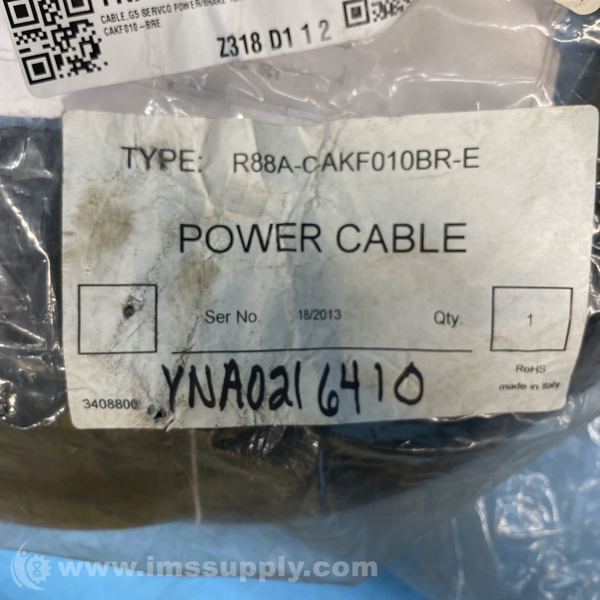 CABLE,G5 SERVCO POWER/BRAKE
CAKF010-BRE
Z318 D1 1 2
TYPE: R88A-CAKF010BR-E
POWER CABLE
Ser No. 18/2013 Qty. 1
RoHS
made in Italy
3408800
YNA0216410
www.imssupply.com